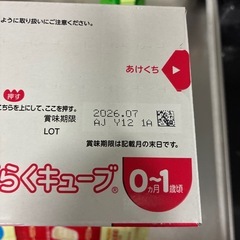 ように取り扱いにご注意ください。
あけくち
押す
ちらを上にして、ここを押す。
賞味期限 2026.07
LOT AJ Y12 1A
賞味期限は記載月の末日です。
らくキューブ®
0ヵ月~1歳頃